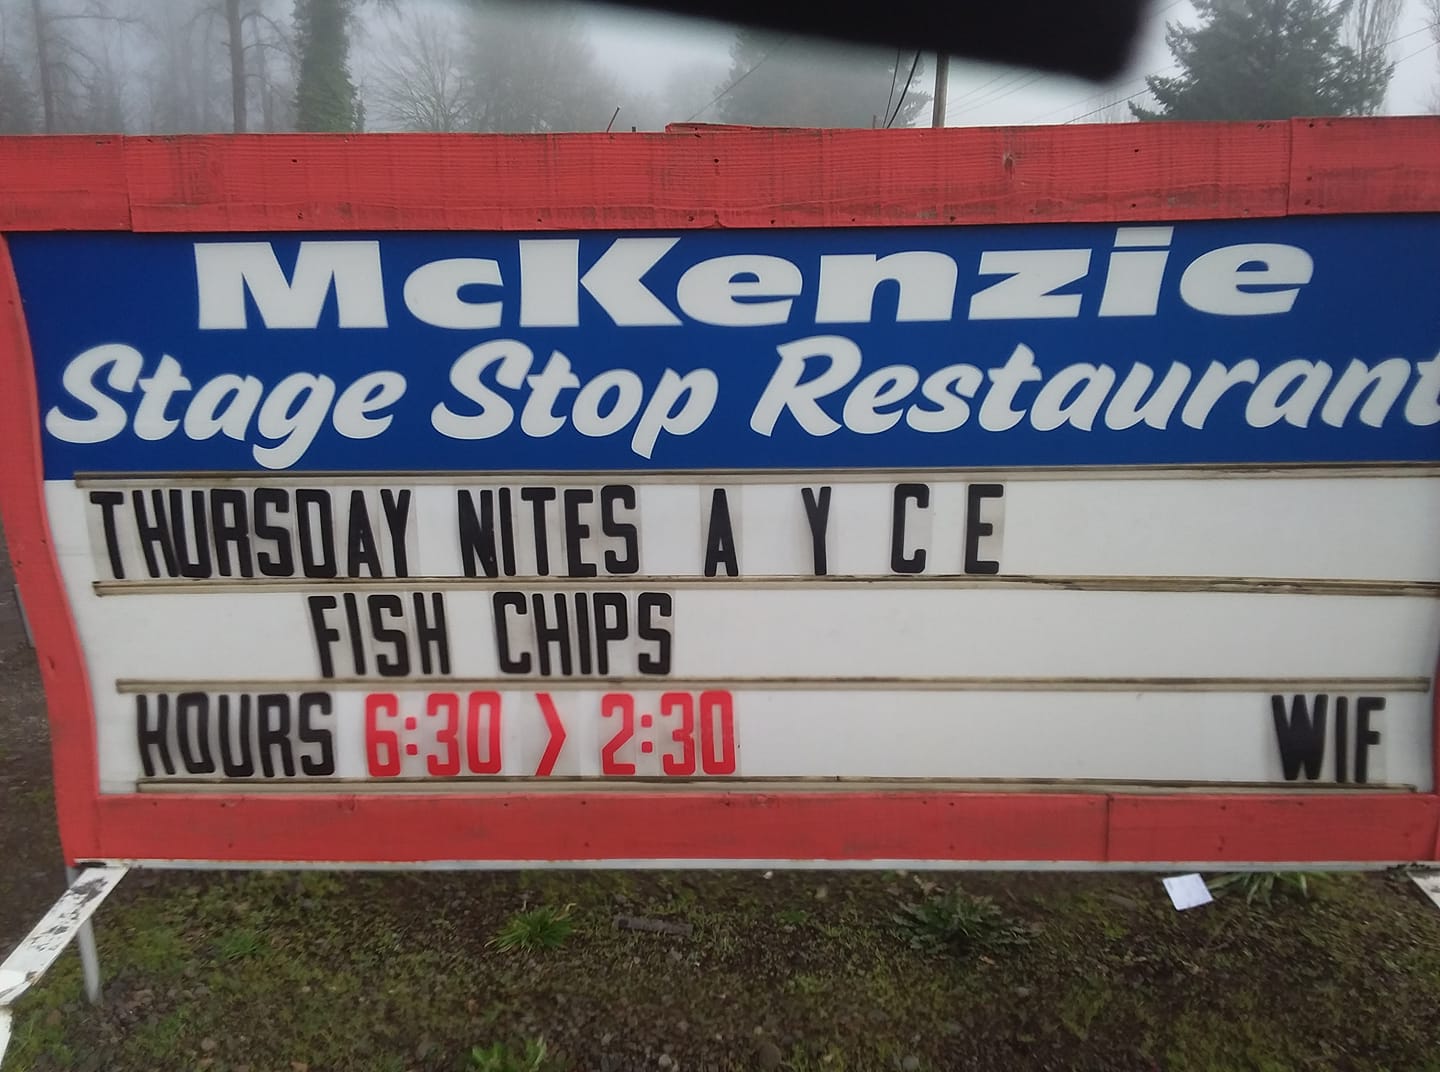 McKenzie
Stage Stop Restaurant
THURSDAY NITES A Y C E
FISH CHIPS
HOURS 6:30 > 2:30 WIF